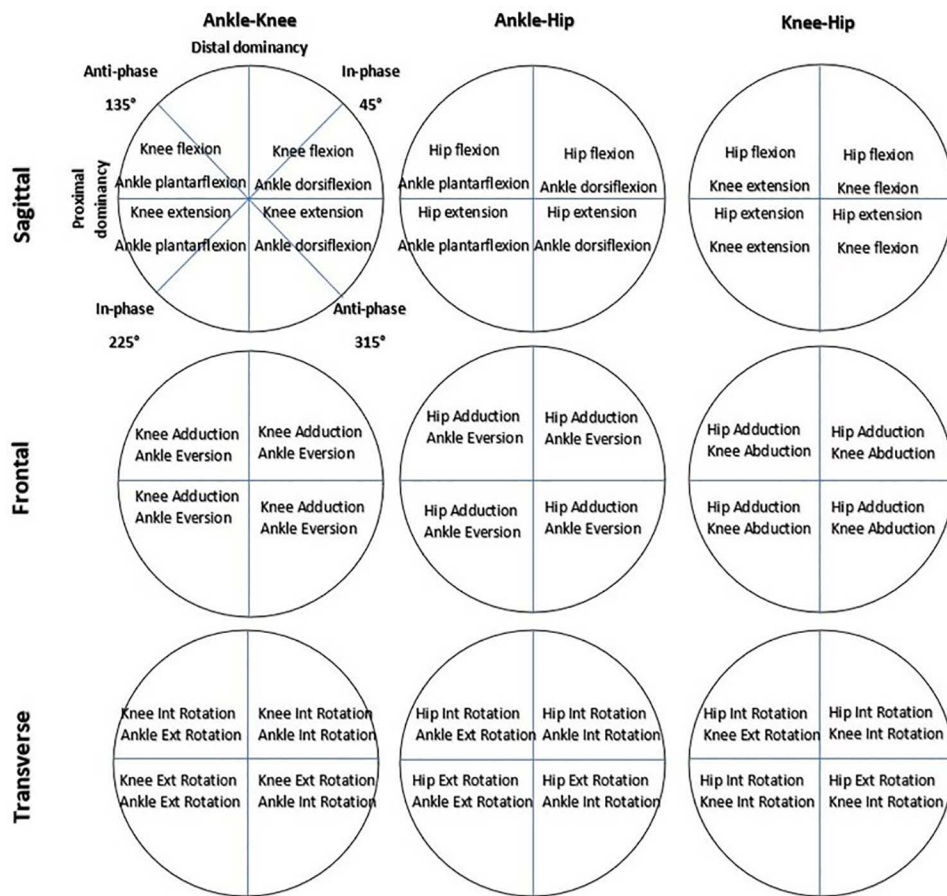 Ankle-Knee
Ankle-Hip
Knee-Hip
Distal dominancy
Anti-phase
135°
In-phase
45°
Sagittal
Proximal
dominancy
Knee flexion
Ankle plantarflexion
Knee flexion
Ankle dorsiflexion
Knee extension
Ankle plantarflexion
Knee extension
Ankle dorsiflexion
In-phase
225°
Anti-phase
315°
Hip flexion
Ankle plantarflexion
Hip flexion
Ankle dorsiflexion
Hip extension
Ankle plantarflexion
Hip extension
Ankle dorsiflexion
Hip flexion
Knee extension
Hip flexion
Knee flexion
Hip extension
Knee extension
Hip extension
Knee flexion
Frontal
Knee Adduction
Ankle Eversion
Knee Adduction
Ankle Eversion
Knee Adduction
Ankle Eversion
Knee Adduction
Ankle Eversion
Hip Adduction
Ankle Eversion
Hip Adduction
Ankle Eversion
Hip Adduction
Ankle Eversion
Hip Adduction
Ankle Eversion
Hip Adduction
Knee Abduction
Hip Adduction
Knee Abduction
Hip Adduction
Knee Abduction
Hip Adduction
Knee Abduction
Transverse
Knee Int Rotation
Ankle Ext Rotation
Knee Int Rotation
Ankle Int Rotation
Knee Ext Rotation
Ankle Ext Rotation
Knee Ext Rotation
Ankle Int Rotation
Hip Int Rotation
Ankle Ext Rotation
Hip Int Rotation
Ankle Int Rotation
Hip Ext Rotation
Ankle Ext Rotation
Hip Ext Rotation
Ankle Int Rotation
Hip Int Rotation
Knee Ext Rotation
Hip Int Rotation
Knee Int Rotation
Hip Int Rotation
Knee Int Rotation
Hip Ext Rotation
Knee Int Rotation